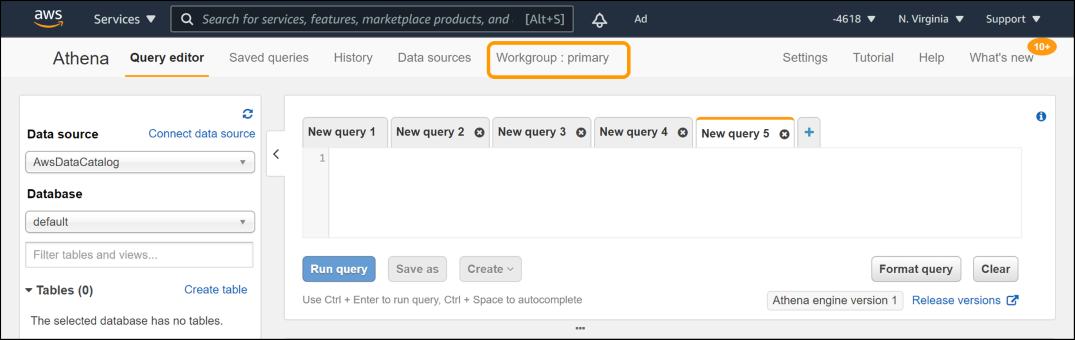 aws Services Search for services, features, marketplace products, and [Alt+S] Ad -4618 N. Virginia Support
10+
Athena Query editor Saved queries History Data sources Workgroup : primary Settings Tutorial Help What's new
Data source Connect data source
AwsDataCatalog
Database
default
Filter tables and views...
Tables (0) Create table
The selected database has no tables.
New query 1 New query 2 New query 3 New query 4 New query 5 +
1
Run query Save as Create Format query Clear
Use Ctrl + Enter to run query, Ctrl + Space to autocomplete Athena engine version 1 Release versions